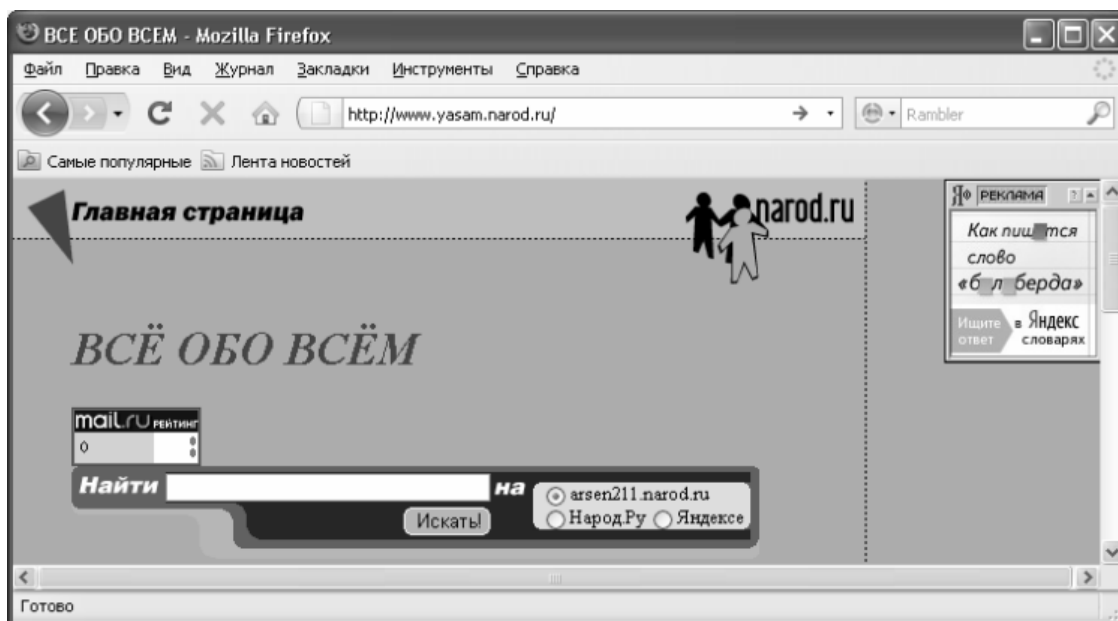 ВСЕ ОБО ВСЕМ - Mozilla Firefox
Файл Правка Вид Журнал Закладки Инструменты Справка
http://www.yasam.narod.ru/
Rambler
Самые популярные Лента новостей
Главная страница
narod.ru
Яф РЕКЛАМА ?
Как пиш тся
слово
«б л берда»
Ищите
ответ
в Яндекс
словарях
ВСЁ ОБО ВСЁМ
mail.ru РЕЙТИНГ
0
Найти
на
arsen211.narod.ru
Народ.Ру Яндексе
Искать!
Готово